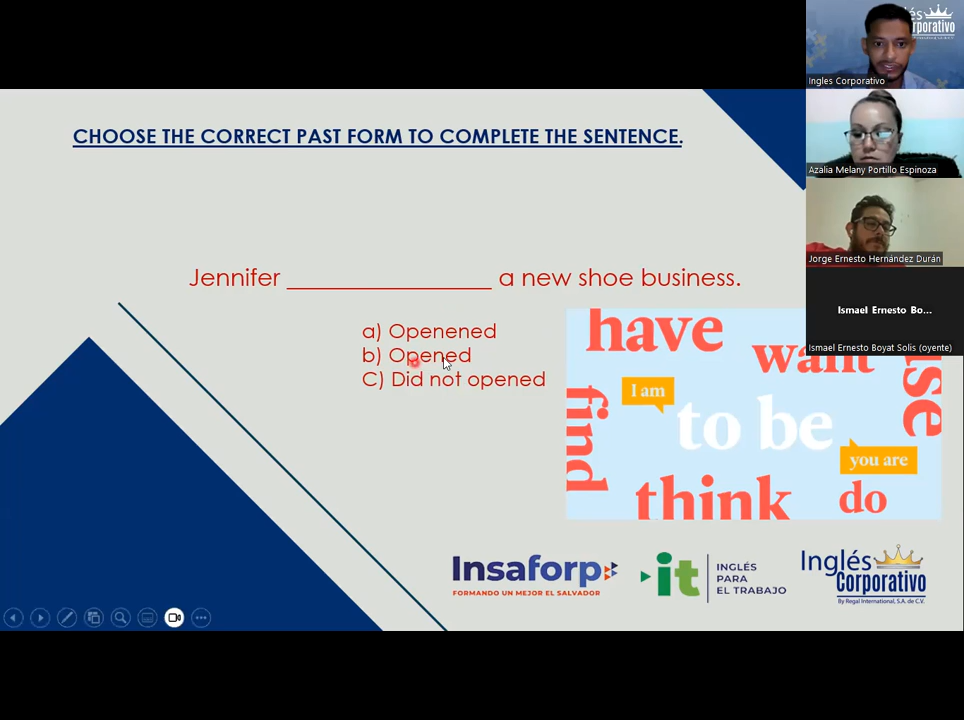 CHOOSE THE CORRECT PAST FORM TO COMPLETE THE SENTENCE.
Jennifer ________________ a new shoe business.
a) Openened
b) Opened
C) Did not opened
have
want
use
I am
find
to be
you are
think
do
Insaforp
FORMANDO UN MEJOR EL SALVADOR
it
INGLÉS
PARA
EL TRABAJO
Inglés
Corporativo
By Regal International, S.A. de C.V.
Ingles Corporativo
Azalia Melany Portillo Espinoza
Jorge Ernesto Hernández Durán
Ismael Ernesto Bo...
Ismael Ernesto Boyat Solis (oyente)